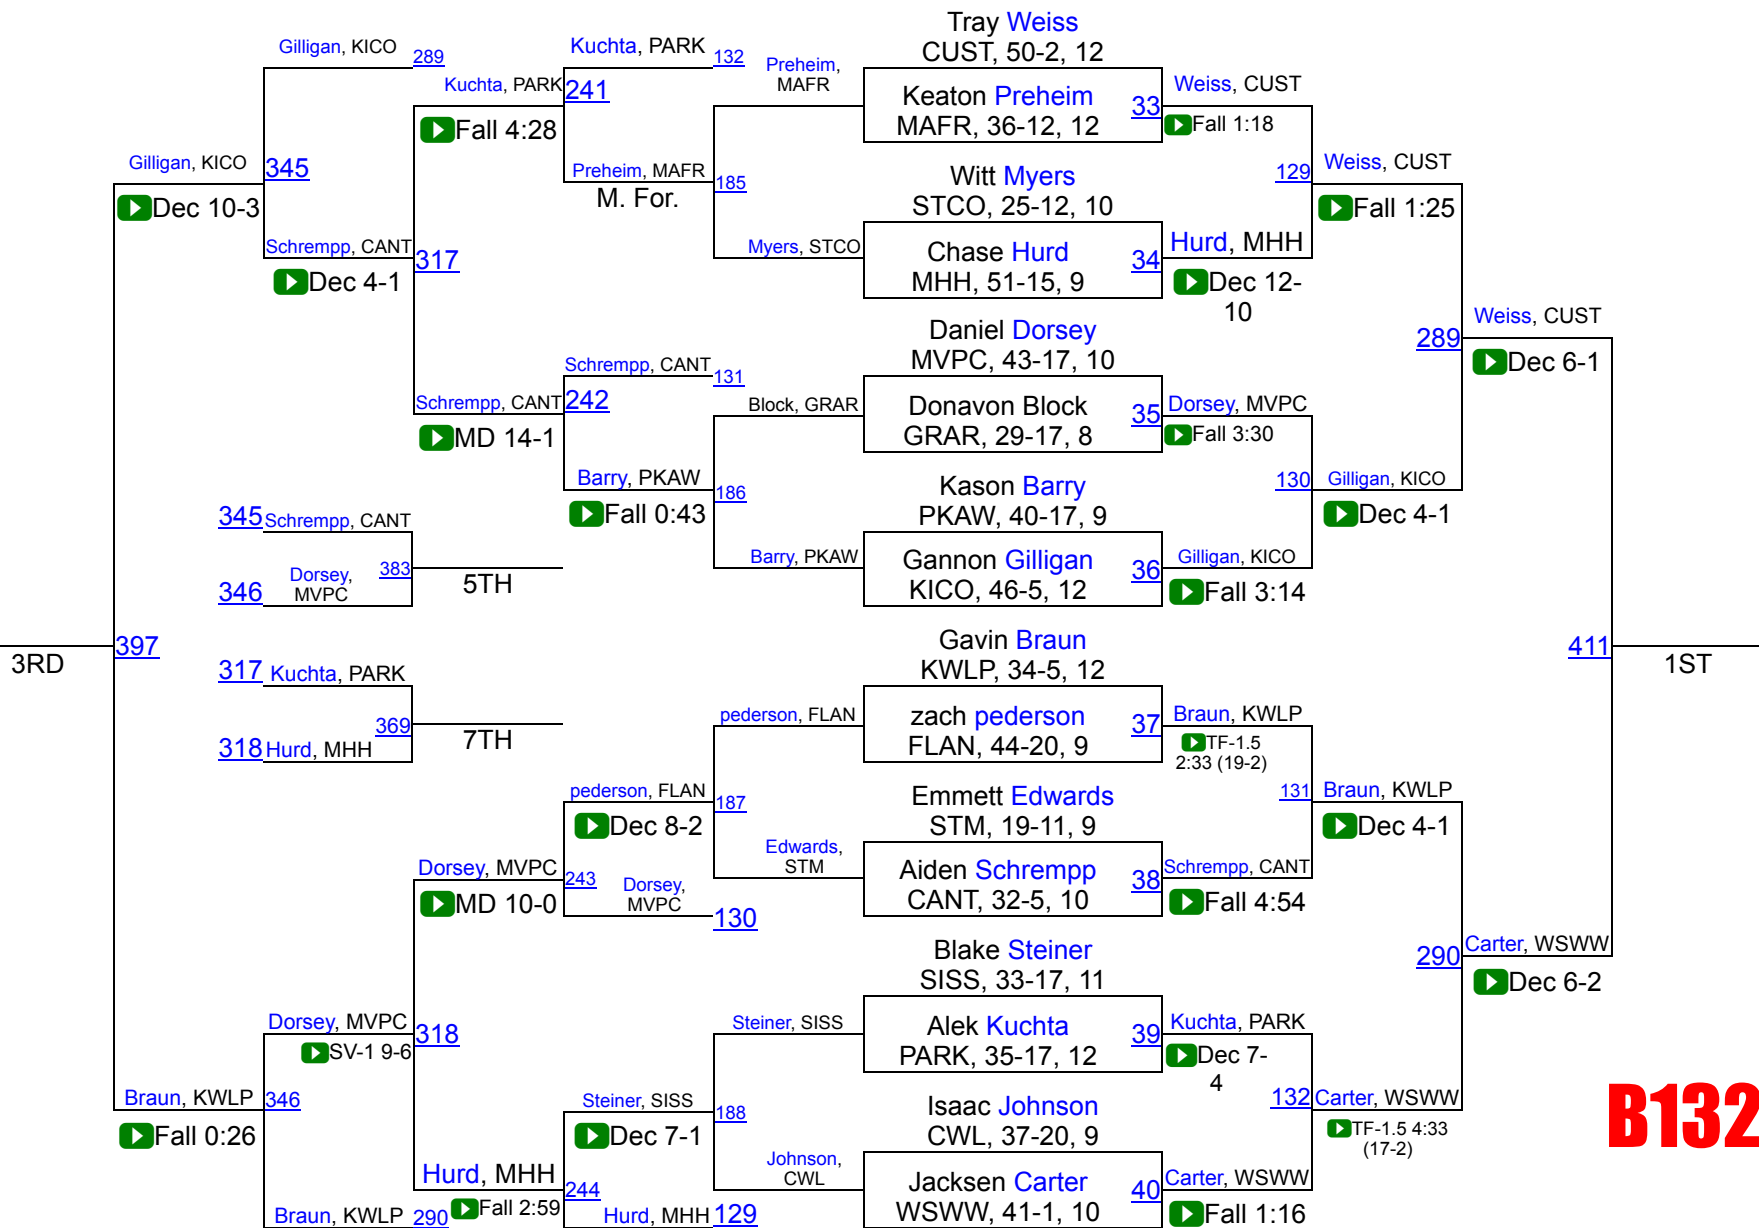 Tray Weiss
CUST, 50-2, 12
Keaton Preheim
MAFR, 36-12, 12
33
Weiss, CUST
Fall 1:18
Witt Myers
STCO, 25-12, 10
Chase Hurd
MHH, 51-15, 9
34
Hurd, MHH
Dec 12-
10
129
Weiss, CUST
Fall 1:25
Daniel Dorsey
MVPC, 43-17, 10
Donavon Block
GRAR, 29-17, 8
35
Dorsey, MVPC
Fall 3:30
Kason Barry
PKAW, 40-17, 9
Gannon Gilligan
KICO, 46-5, 12
36
Gilligan, KICO
Fall 3:14
130
Gilligan, KICO
Dec 4-1
289
Weiss, CUST
Dec 6-1
Gavin Braun
KWLP, 34-5, 12
zach pederson
FLAN, 44-20, 9
37
Braun, KWLP
TF-1.5
2:33 (19-2)
Emmett Edwards
STM, 19-11, 9
Aiden Schrempp
CANT, 32-5, 10
38
Schrempp, CANT
Fall 4:54
131
Braun, KWLP
Dec 4-1
Blake Steiner
SISS, 33-17, 11
Alek Kuchta
PARK, 35-17, 12
39
Kuchta, PARK
Dec 7-
4
Isaac Johnson
CWL, 37-20, 9
Jacksen Carter
WSWW, 41-1, 10
40
Carter, WSWW
Fall 1:16
132
Carter, WSWW
TF-1.5 4:33
(17-2)
290
Carter, WSWW
Dec 6-2
411
1ST
B132
Preheim,
MAFR
Myers, STCO
185
Preheim, MAFR
M. For.
Kuchta, PARK
132
241
Kuchta, PARK
Fall 4:28
Block, GRAR
Barry, PKAW
186
Barry, PKAW
Fall 0:43
Schrempp, CANT
131
242
Schrempp, CANT
MD 14-1
317
Schrempp, CANT
Dec 4-1
Gilligan, KICO
289
345
Gilligan, KICO
Dec 10-3
345
Schrempp, CANT
346
Dorsey,
MVPC
383
5TH
317
Kuchta, PARK
318
Hurd, MHH
369
7TH
397
3RD
pederson, FLAN
Edwards,
STM
187
pederson, FLAN
Dec 8-2
Dorsey,
MVPC
130
243
Dorsey, MVPC
MD 10-0
Steiner, SISS
Johnson,
CWL
188
Steiner, SISS
Dec 7-1
Hurd, MHH
129
244
Hurd, MHH
Fall 2:59
318
Dorsey, MVPC
SV-1 9-6
Braun, KWLP
290
346
Braun, KWLP
Fall 0:26